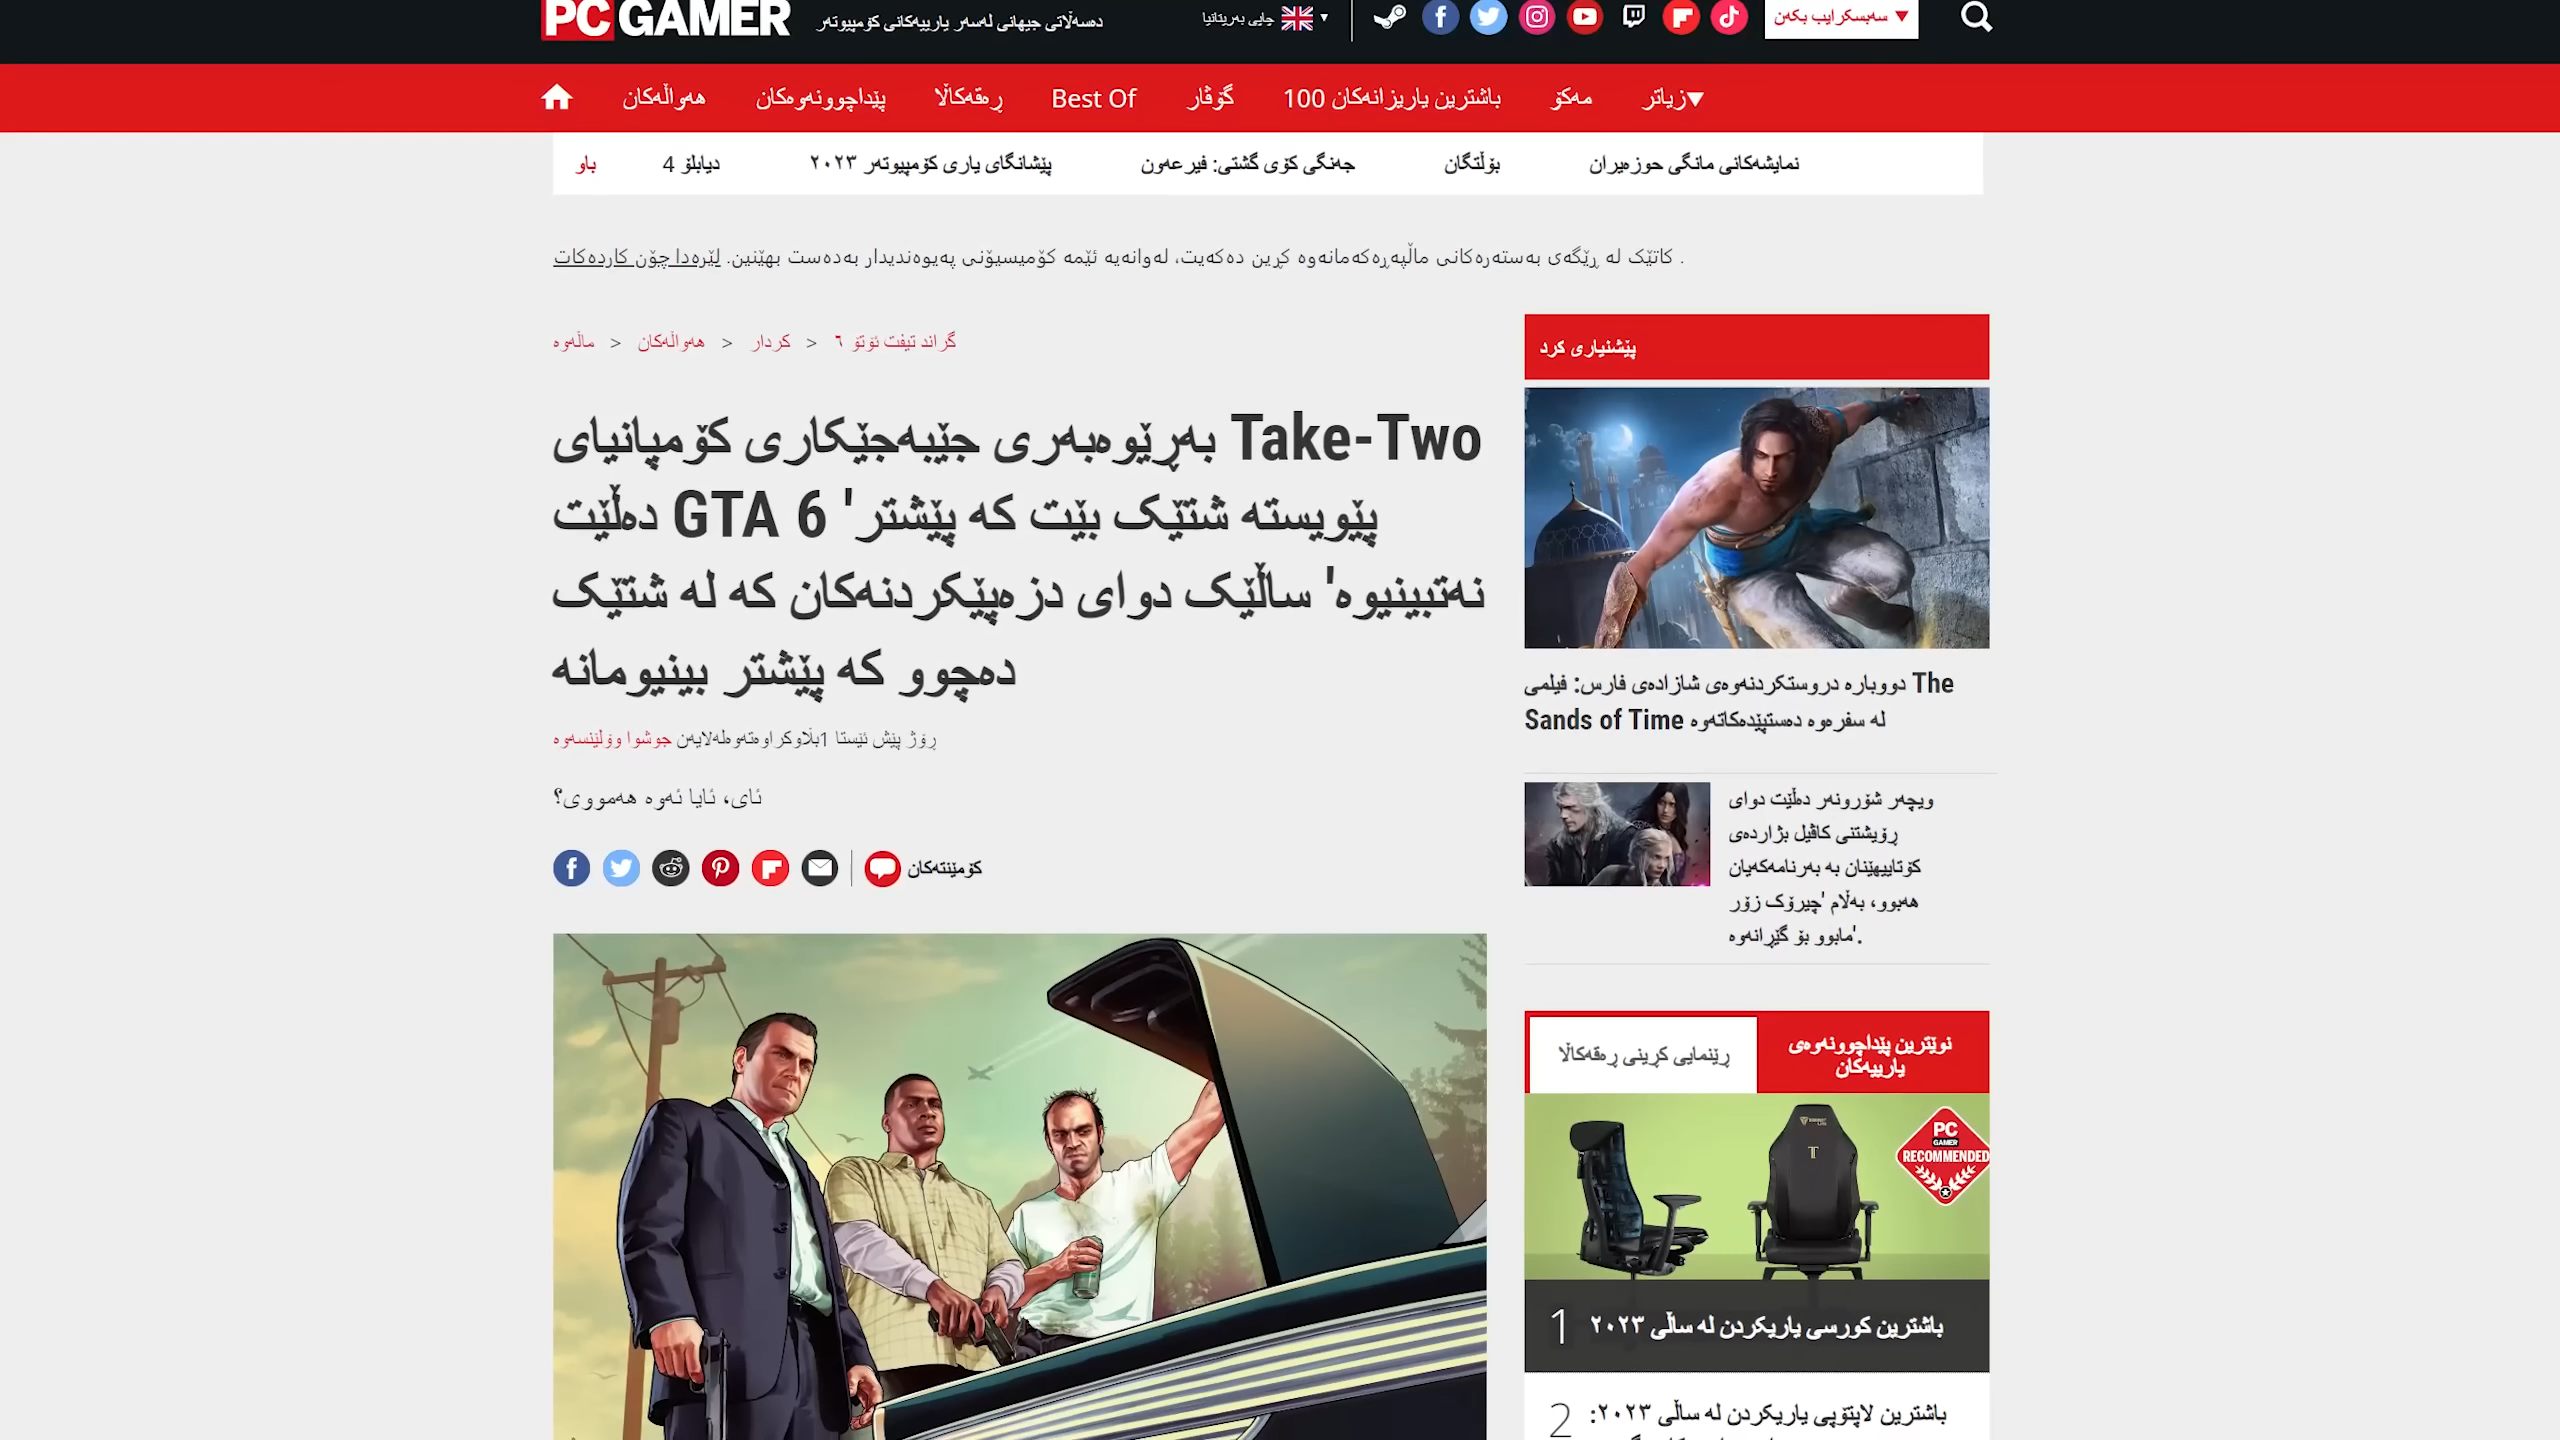 PC GAMER
دەسەڵاتی جیهانی لەسەر یارییەکانی کۆمپیوتەر
چاپی بەریتانیا
سەبسکرایب بکەن
هەواڵەکان
پێداچوونەوەکان
ڕەقەکاڵا
Best Of
گۆڤار
باشترین یاریزانەکان 100
مەکۆ
زیاتر
باو
دیابلۆ 4
پێشانگای یاری کۆمپیوتەر ٢٠٢٣
جەنگی کۆی گشتی: فیرعەون
بۆڵتگان
نمایشەکانی مانگی حوزەیران
کاتێک لە ڕێگەی بەستەرەکانی ماڵپەڕەکەمانەوە کڕین دەکەیت، لەوانەیە ئێمە کۆمیسیۆنی پەیوەندیدار بەدەست بهێنین. لێرەدا چۆن کاردەکات .
ماڵەوە > هەواڵەکان > کردار > گراند تیفت ئۆتۆ ٦
Take-Two بەڕێوەبەری جێبەجێکاری کۆمپانیای
پێویستە شتێک بێت کە پێشتر' GTA 6 دەڵێت
نەتبینیوە' ساڵێک دوای دزەپێکردنەکان کە لە شتێک
دەچوو کە پێشتر بینیومانە
ڕۆژ پێش ئێستا 1بڵاوکراوەتەوەلەلایەن جوشوا وۆلێنسەوە
ئای، ئایا ئەوە هەمووی؟
کۆمێنتەکان
پێشنیاری کرد
دووبارە دروستکردنەوەی شازادەی فارس: فیلمی The
Sands of Time لە سفرەوە دەستپێدەکاتەوە
ویچەر شۆرونەر دەڵێت دوای
ڕۆیشتنی کاڤیل بژاردەی
کۆتاییهێنان بە بەرنامەکەیان
هەبوو، بەڵام 'چیرۆک زۆر
مابوو بۆ گێڕانەوە'.
ڕێنمایی کڕینی ڕەقەکاڵا
نوێترین پێداچوونەوەی
یارییەکان
PC
GAMER
RECOMMENDED
1 باشترین کورسی یاریکردن لە ساڵی ٢٠٢٣
2 باشترین لاپتۆپی یاریکردن لە ساڵی ٢٠٢٣: